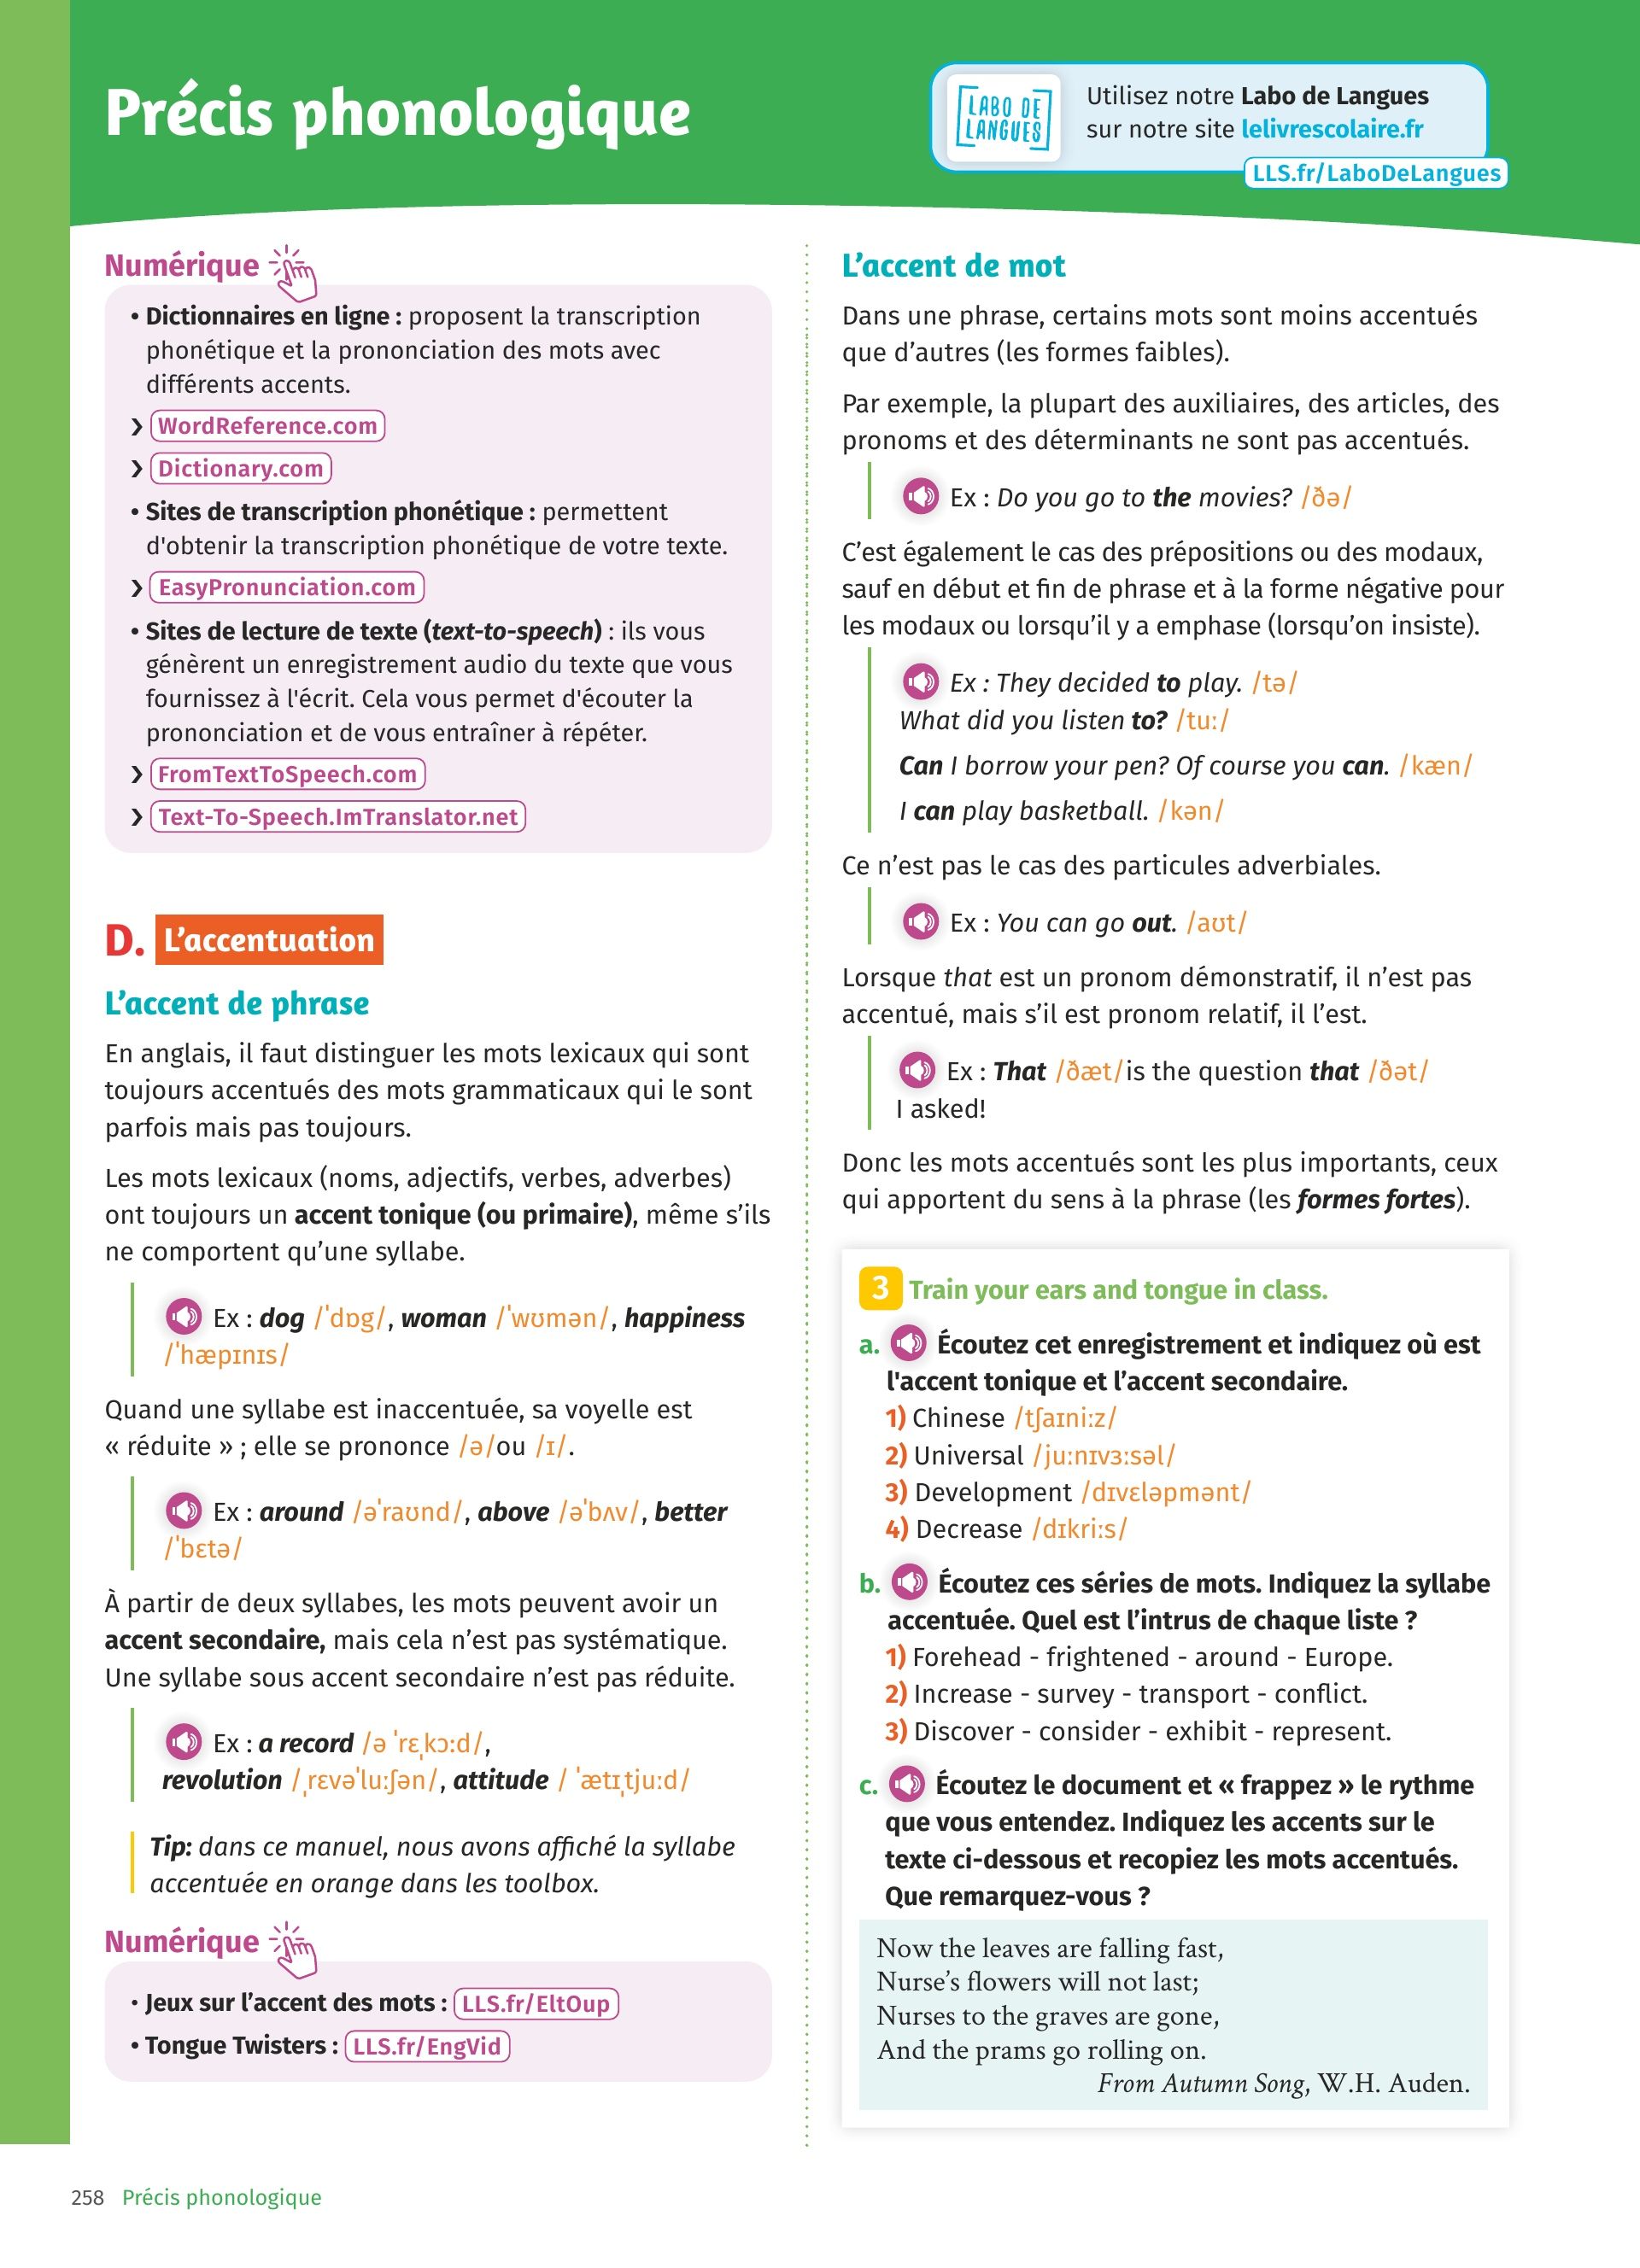 Précis phonologique
LABO DE
LANGUES
Utilisez notre Labo de Langues
sur notre site lelivrescolaire.fr
LLS.fr/LaboDeLangues
Numérique
• Dictionnaires en ligne : proposent la transcription
phonétique et la prononciation des mots avec
différents accents.
❯ WordReference.com
❯ Dictionary.com
• Sites de transcription phonétique : permettent
d'obtenir la transcription phonétique de votre texte.
❯ EasyPronunciation.com
• Sites de lecture de texte (text-to-speech) : ils vous
génèrent un enregistrement audio du texte que vous
fournissez à l'écrit. Cela vous permet d'écouter la
prononciation et de vous entraîner à répéter.
❯ FromTextToSpeech.com
❯ Text-To-Speech.ImTranslator.net
D. L’accentuation
L’accent de phrase
En anglais, il faut distinguer les mots lexicaux qui sont
toujours accentués des mots grammaticaux qui le sont
parfois mais pas toujours.
Les mots lexicaux (noms, adjectifs, verbes, adverbes)
ont toujours un accent tonique (ou primaire), même s’ils
ne comportent qu’une syllabe.
Ex : dog /ˈdɒg/, woman /ˈwʊmən/, happiness
/ˈhæpɪnɪs/
Quand une syllabe est inaccentuée, sa voyelle est
« réduite » ; elle se prononce /ə/ou /ɪ/.
Ex : around /əˈraʊnd/, above /əˈbʌv/, better
/ˈbɛtə/
À partir de deux syllabes, les mots peuvent avoir un
accent secondaire, mais cela n’est pas systématique.
Une syllabe sous accent secondaire n’est pas réduite.
Ex : a record /ə ˈrɛˌkɔːd/,
revolution /ˌrɛvəˈluːʃən/, attitude / ˈætɪˌtjuːd/
Tip: dans ce manuel, nous avons affiché la syllabe
accentuée en orange dans les toolbox.
Numérique
• Jeux sur l’accent des mots : LLS.fr/EltOup
• Tongue Twisters : LLS.fr/EngVid
L’accent de mot
Dans une phrase, certains mots sont moins accentués
que d’autres (les formes faibles).
Par exemple, la plupart des auxiliaires, des articles, des
pronoms et des déterminants ne sont pas accentués.
Ex : Do you go to the movies? /ðə/
C’est également le cas des prépositions ou des modaux,
sauf en début et fin de phrase et à la forme négative pour
les modaux ou lorsqu’il y a emphase (lorsqu’on insiste).
Ex : They decided to play. /tə/
What did you listen to? /tuː/
Can I borrow your pen? Of course you can. /kæn/
I can play basketball. /kən/
Ce n’est pas le cas des particules adverbiales.
Ex : You can go out. /aʊt/
Lorsque that est un pronom démonstratif, il n’est pas
accentué, mais s’il est pronom relatif, il l’est.
Ex : That /ðæt/is the question that /ðət/
I asked!
Donc les mots accentués sont les plus importants, ceux
qui apportent du sens à la phrase (les formes fortes).
3 Train your ears and tongue in class.
a. Écoutez cet enregistrement et indiquez où est
l'accent tonique et l’accent secondaire.
1) Chinese /tʃaɪniːz/
2) Universal /juːnɪvɜːsəl/
3) Development /dɪvɛləpmənt/
4) Decrease /dɪkriːs/
b. Écoutez ces séries de mots. Indiquez la syllabe
accentuée. Quel est l’intrus de chaque liste ?
1) Forehead - frightened - around - Europe.
2) Increase - survey - transport - conflict.
3) Discover - consider - exhibit - represent.
c. Écoutez le document et « frappez » le rythme
que vous entendez. Indiquez les accents sur le
texte ci-dessous et recopiez les mots accentués.
Que remarquez-vous ?
Now the leaves are falling fast,
Nurse’s flowers will not last;
Nurses to the graves are gone,
And the prams go rolling on.
From Autumn Song, W.H. Auden.
258 Précis phonologique